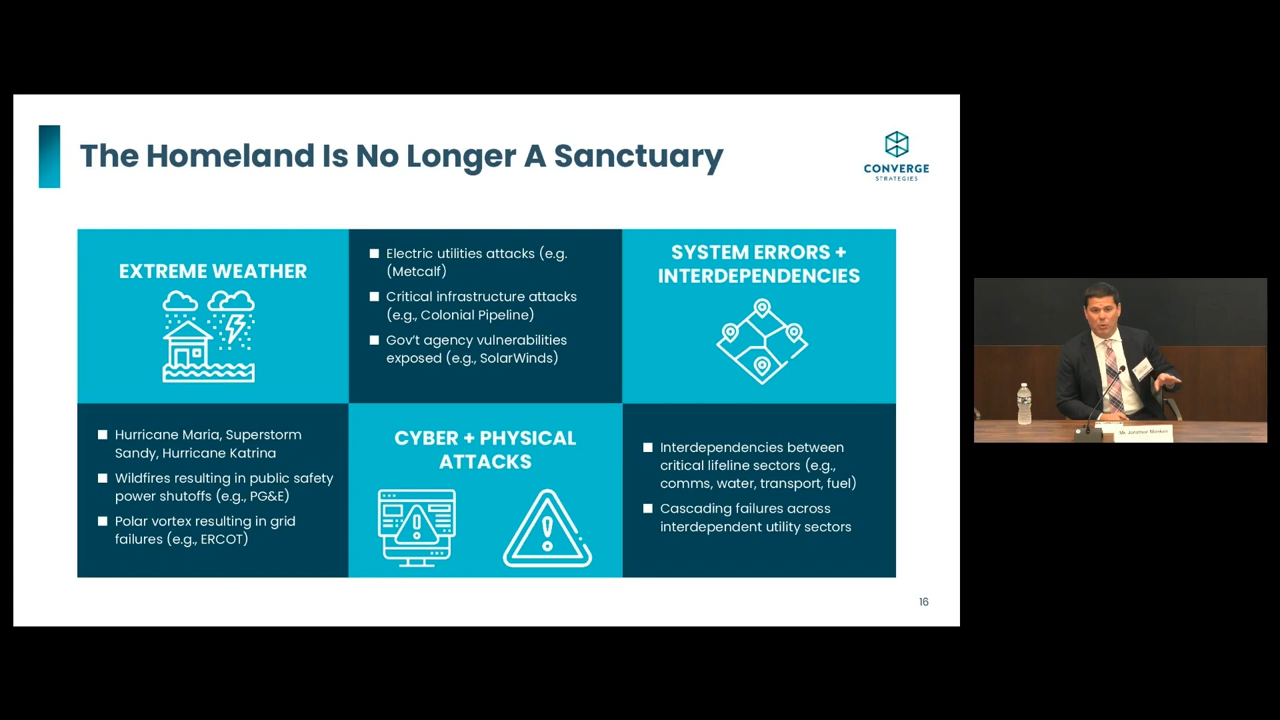 The Homeland Is No Longer A Sanctuary
CONVERGE
STRATEGIES
EXTREME WEATHER
■ Hurricane Maria, Superstorm
Sandy, Hurricane Katrina
■ Wildfires resulting in public safety
power shutoffs (e.g., PG&E)
■ Polar vortex resulting in grid
failures (e.g., ERCOT)
■ Electric utilities attacks (e.g.
(Metcalf)
■ Critical infrastructure attacks
(e.g., Colonial Pipeline)
■ Gov't agency vulnerabilities
exposed (e.g., SolarWinds)
CYBER + PHYSICAL
ATTACKS
SYSTEM ERRORS +
INTERDEPENDENCIES
■ Interdependencies between
critical lifeline sectors (e.g.,
comms, water, transport, fuel)
■ Cascading failures across
interdependent utility sectors
16
Mr. Jonathon Monken